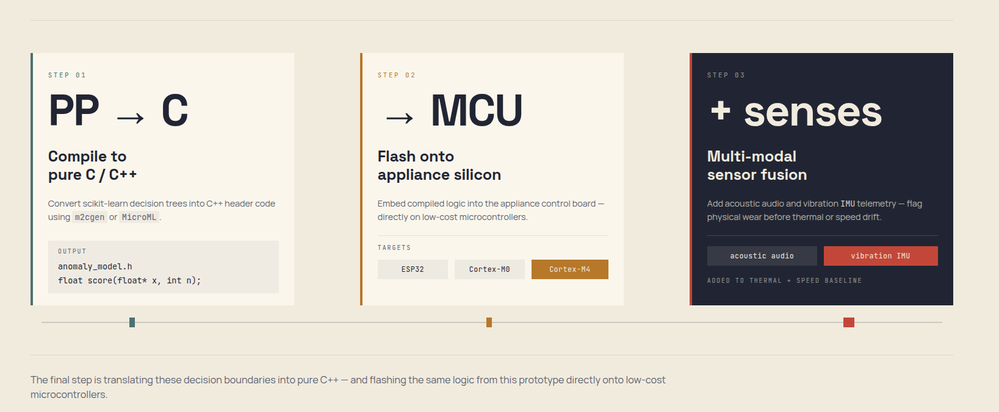 STEP 01
PP → C
Compile to
pure C / C++
Convert scikit-learn decision trees into C++ header code
using m2cgen or MicroML.
OUTPUT
anomaly_model.h
float score(float* x, int n);
STEP 02
→ MCU
Flash onto
appliance silicon
Embed compiled logic into the appliance control board —
directly on low-cost microcontrollers.
TARGETS
ESP32 Cortex-M0 Cortex-M4
STEP 03
+ senses
Multi-modal
sensor fusion
Add acoustic audio and vibration IMU telemetry — flag
physical wear before thermal or speed drift.
acoustic audio vibration IMU
ADDED TO THERMAL + SPEED BASELINE
The final step is translating these decision boundaries into pure C++ — and flashing the same logic from this prototype directly onto low-cost
microcontrollers.